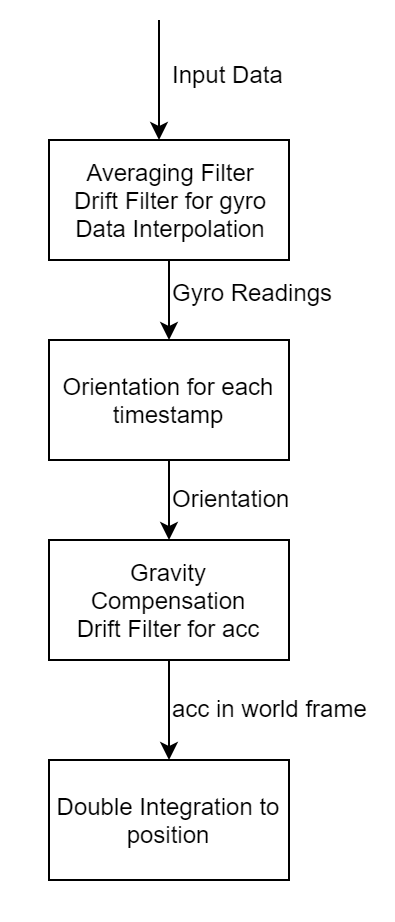 Input Data
Averaging Filter
Drift Filter for gyro
Data Interpolation
Gyro Readings
Orientation for each
timestamp
Orientation
Gravity
Compensation
Drift Filter for acc
acc in world frame
Double Integration to
position